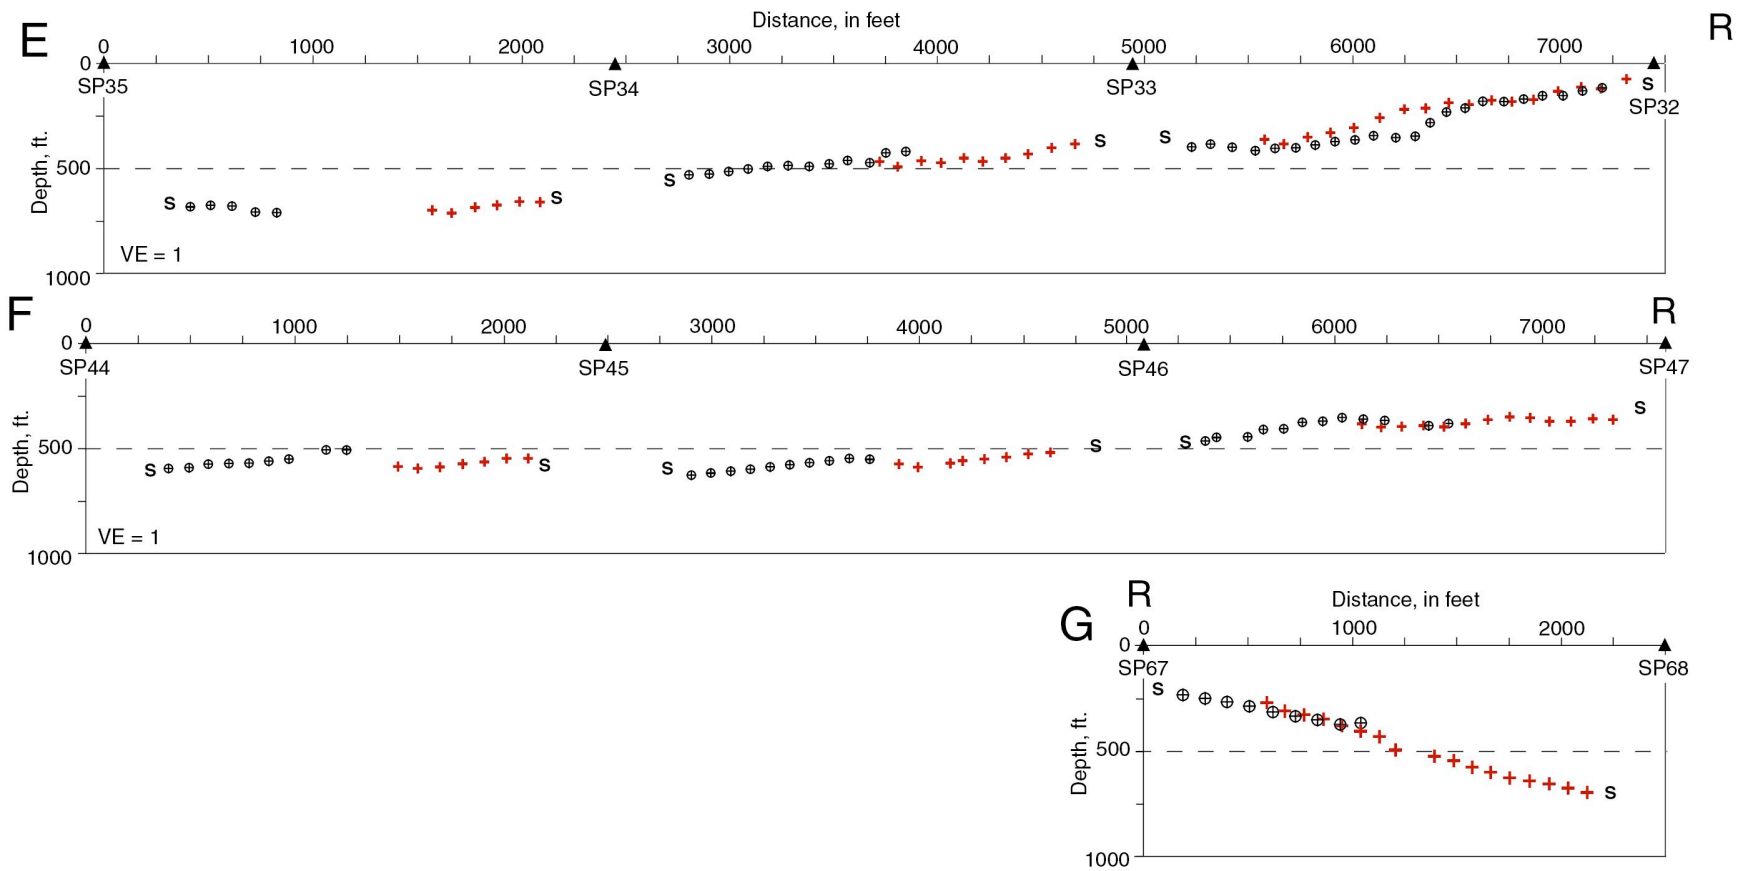 Distance, in feet
E R
0 1000 2000 3000 4000 5000 6000 7000
0
SP35 SP34 SP33 SP32
S S S S S S
Depth, ft.
500
VE = 1
1000
F R
0 1000 2000 3000 4000 5000 6000 7000
0
SP44 SP45 SP46 SP47
S S S S S S
Depth, ft.
500
VE = 1
1000
R Distance, in feet
G
0 1000 2000
0
SP67 SP68
S S
Depth, ft.
500
1000